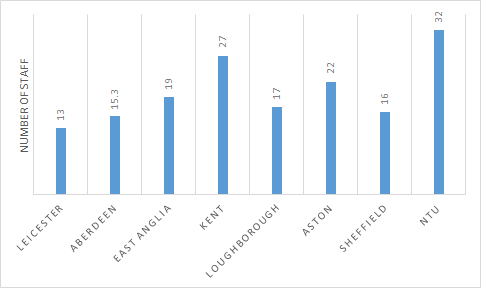 NUMBER OF STAFF
13
15.3
19
27
17
22
16
32
LEICESTER
ABERDEEN
EAST ANGLIA
KENT
LOUGHBOROUGH
ASTON
SHEFFIELD
NTU